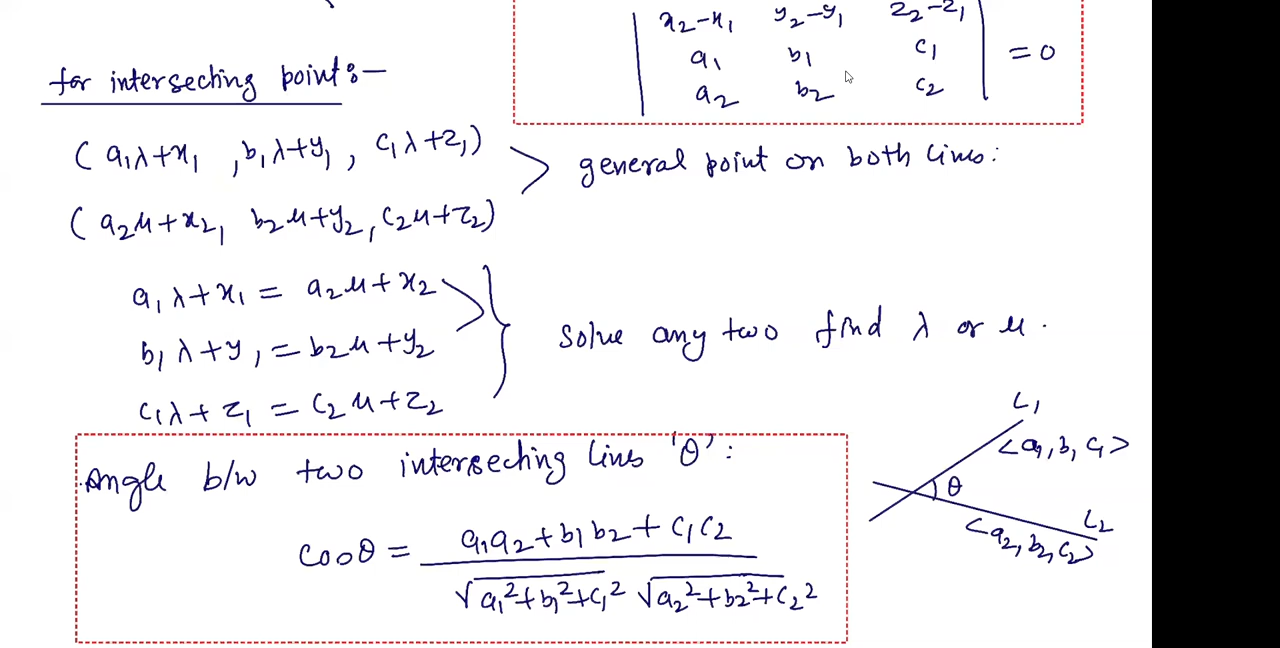 | x₂-x₁ y₂-y₁ z₂-z₁ |
| a₁ b₁ c₁ | = 0
| a₂ b₂ c₂ |
for intersecting point:-
(a₁λ+x₁, b₁λ+y₁, c₁λ+z₁)
> general point on both lines:
(a₂μ+x₂, b₂μ+y₂, c₂μ+z₂)
a₁λ+x₁ = a₂μ+x₂
b₁λ+y₁ = b₂μ+y₂
} solve any two find λ or μ.
c₁λ+z₁ = c₂μ+z₂
Angle b/w two intersecting lines 'θ':
cosθ = (a₁a₂+b₁b₂+c₁c₂) / (√(a₁²+b₁²+c₁²) √(a₂²+b₂²+c₂²))
L₁
<a₁, b₁ c₁>
θ
L₂
<a₂, b₂, c₂>